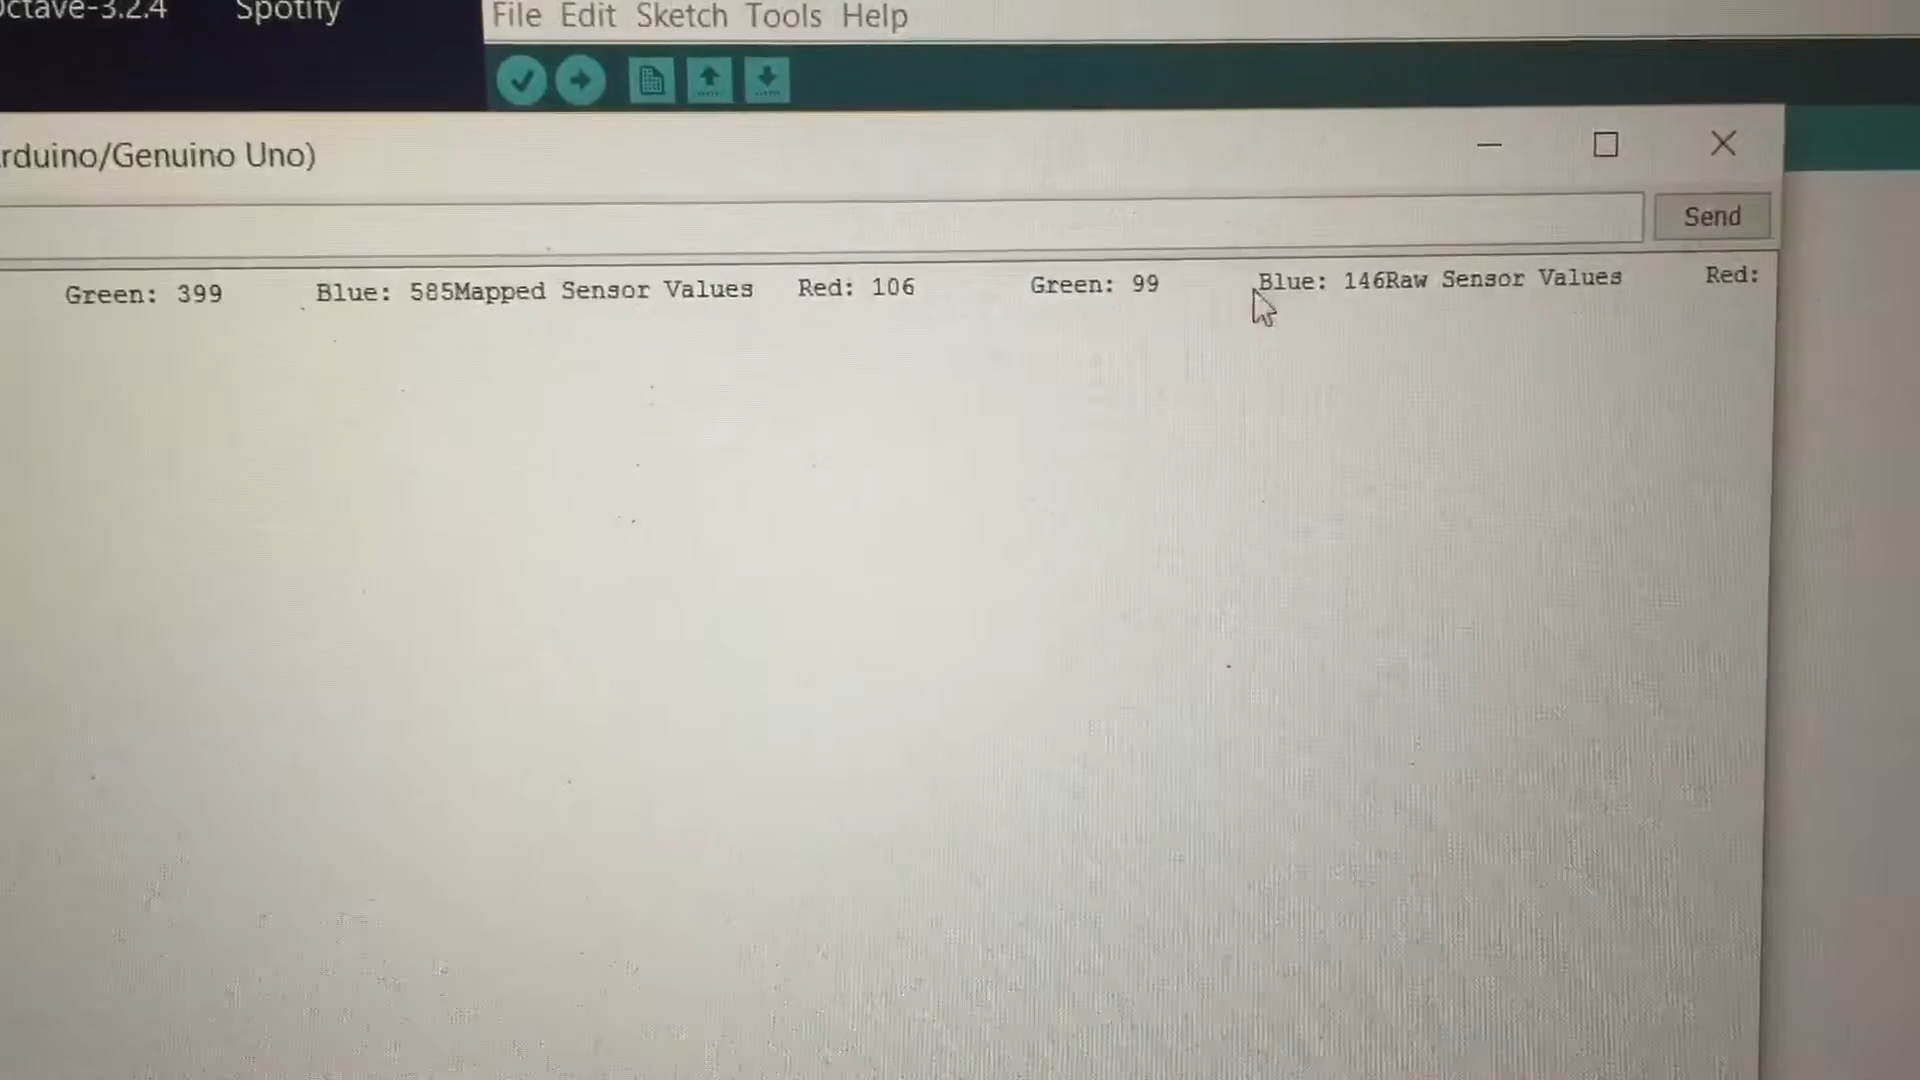 Octave-3.2.4 Spotify
File Edit Sketch Tools Help
rduino/Genuino Uno)
Send
Green: 399 Blue: 585Mapped Sensor Values Red: 106 Green: 99 Blue: 146Raw Sensor Values Red: